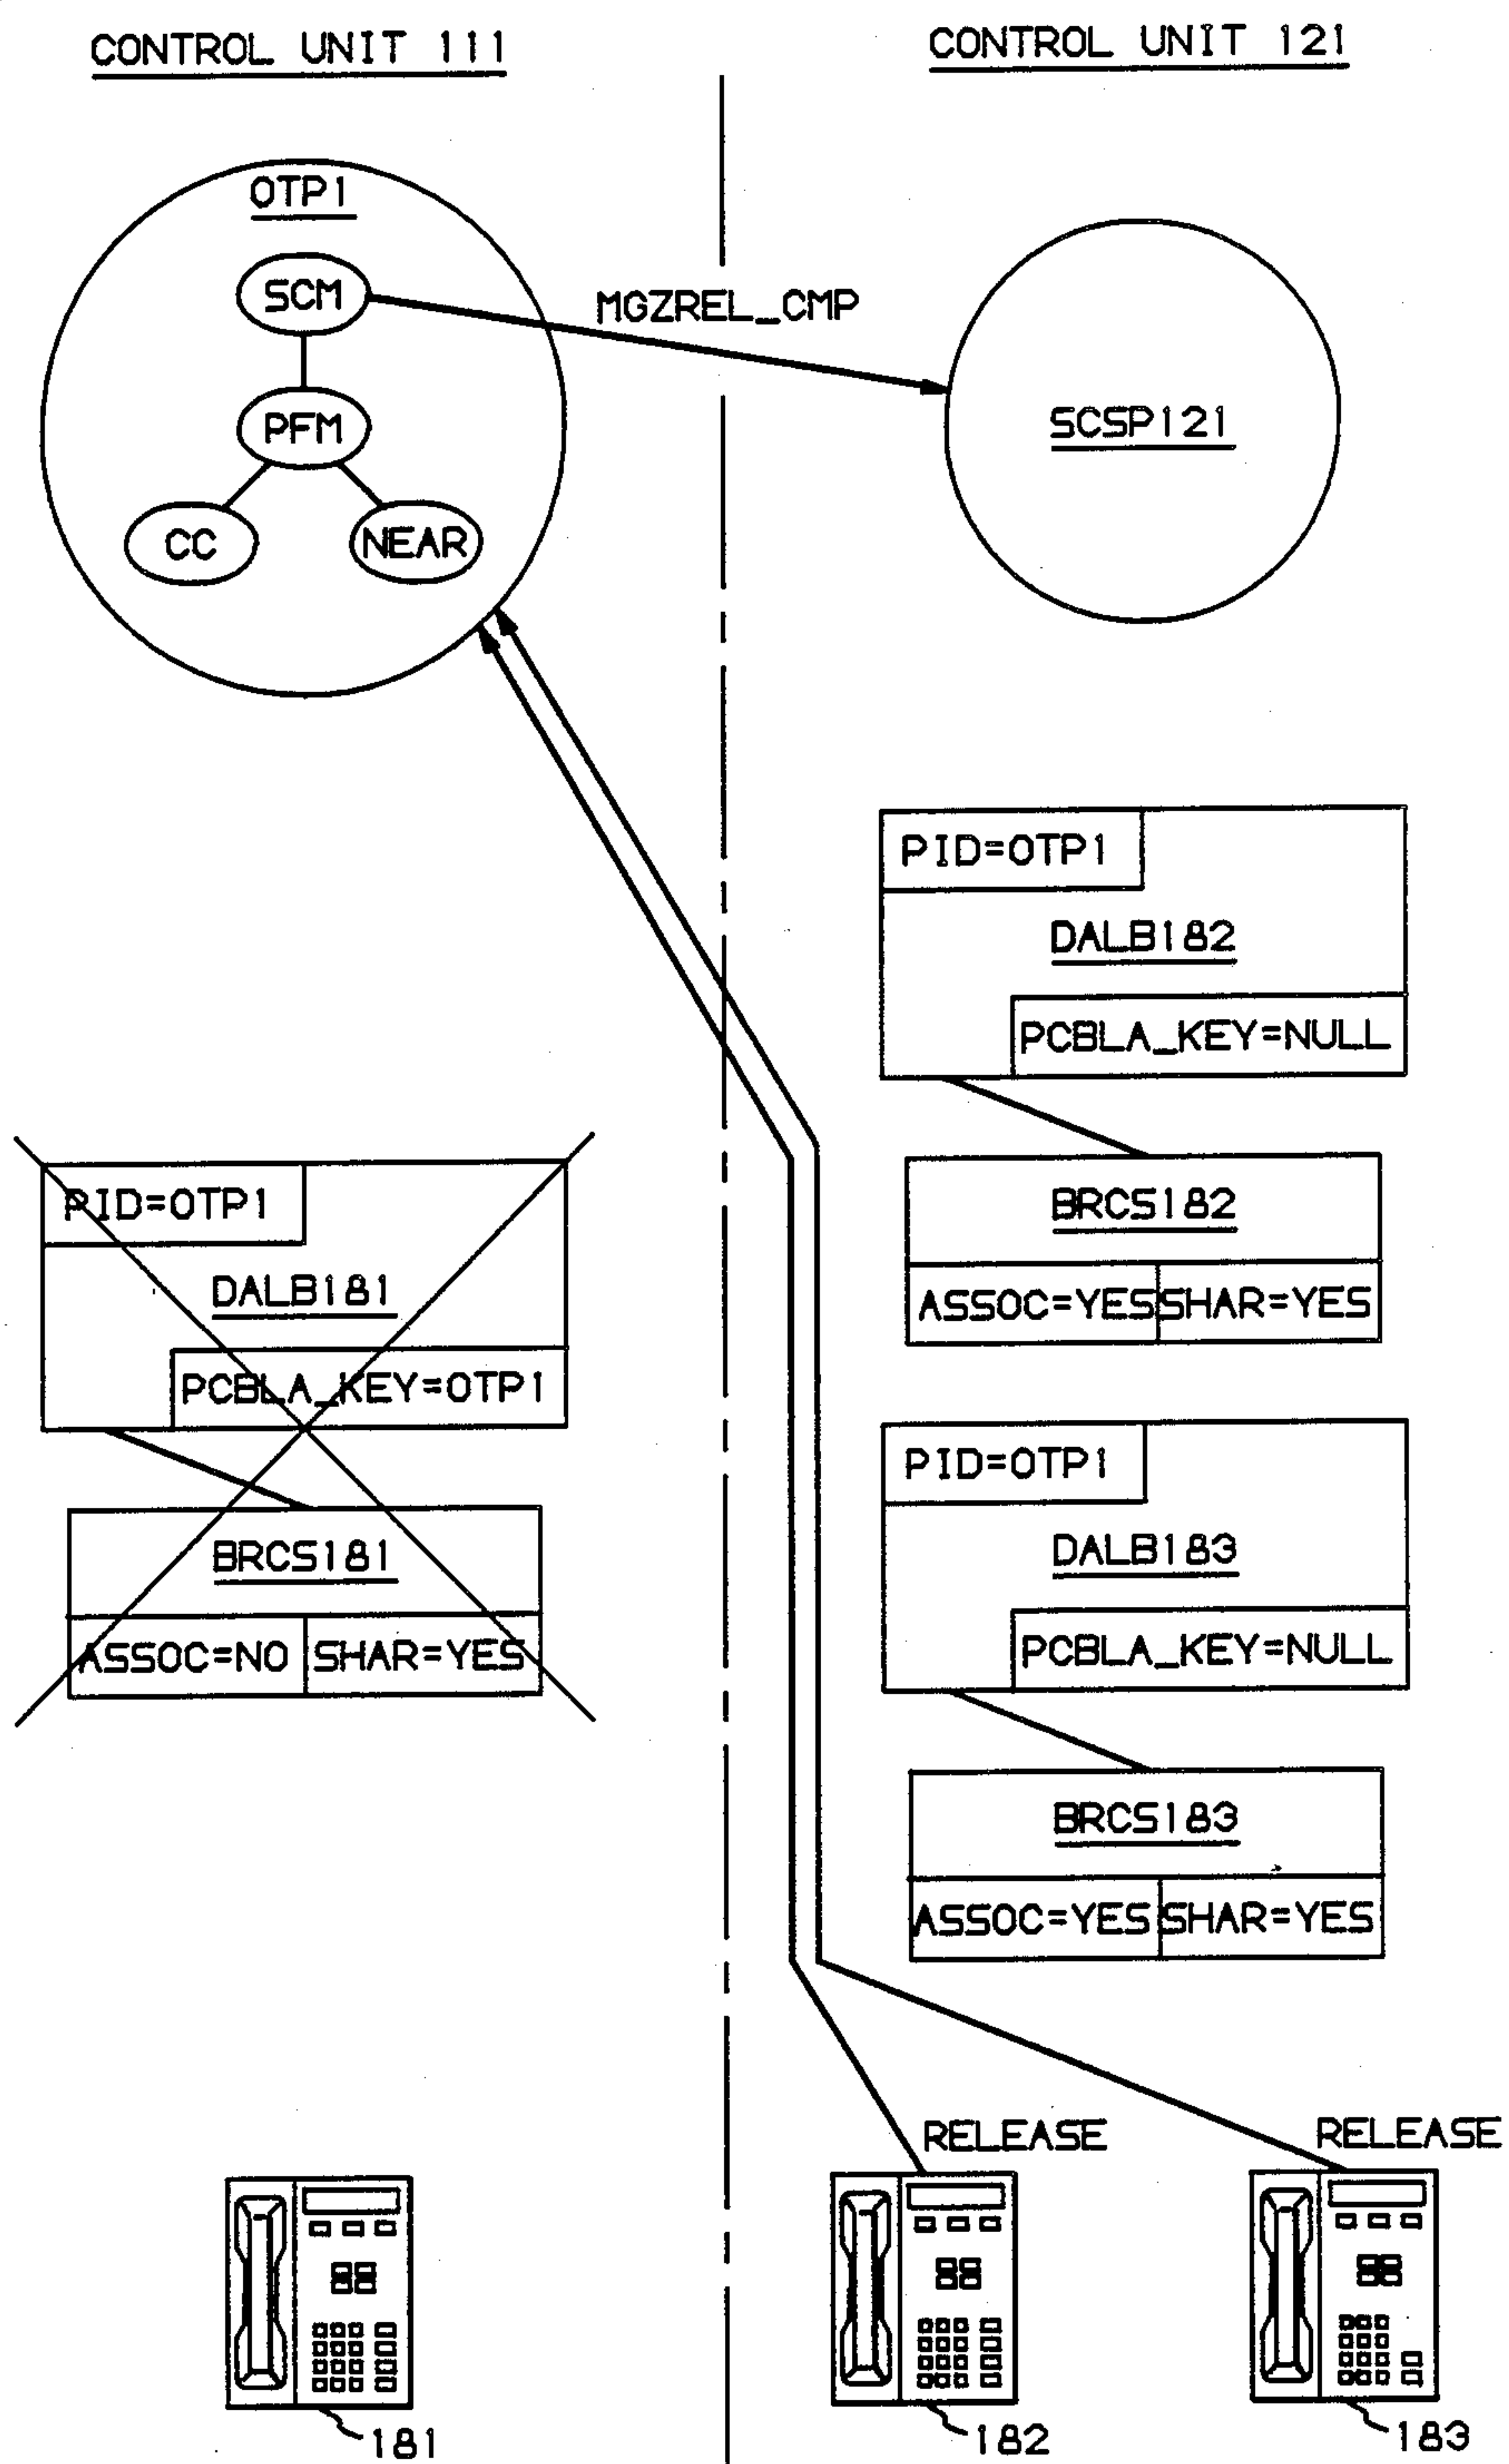 CONTROL UNIT 111
CONTROL UNIT 121
OTP1
SCM
MGZREL_CMP
PFM
SCSP121
CC
NEAR
PID=OTP1
DALB182
PCBLA_KEY=NULL
BRCS182
ASSOC=YES SHAR=YES
PID=OTP1
DALB181
PCBLA_KEY=OTP1
BRCS181
ASSOC=NO SHAR=YES
PID=OTP1
DALB183
PCBLA_KEY=NULL
BRCS183
ASSOC=YES SHAR=YES
RELEASE
RELEASE
181
182
183